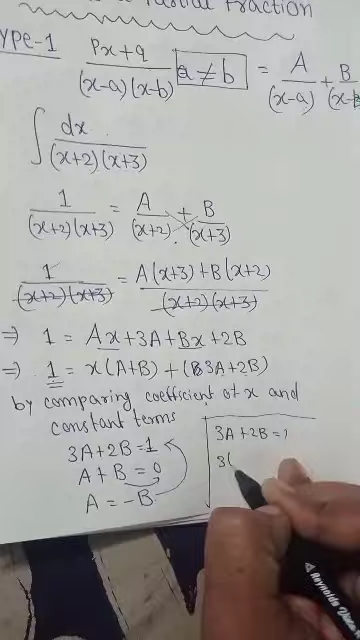 Partial Fraction
ype-1 Px+q/(x-a)(x-b) a ≠ b = A/(x-a) + B/(x-b
∫ dx/(x+2)(x+3)
1/(x+2)(x+3) = A/(x+2) + B/(x+3)
1/(x+2)(x+3) = A(x+3)+B(x+2)/(x+2)(x+3)
⇒ 1 = Ax+3A+Bx+2B
⇒ 1 = x(A+B) + (3A+2B)
by comparing coefficient of x and
constant terms
3A+2B=1
A+B=0
A=-B
3A+2B=1
3(
Reynolds